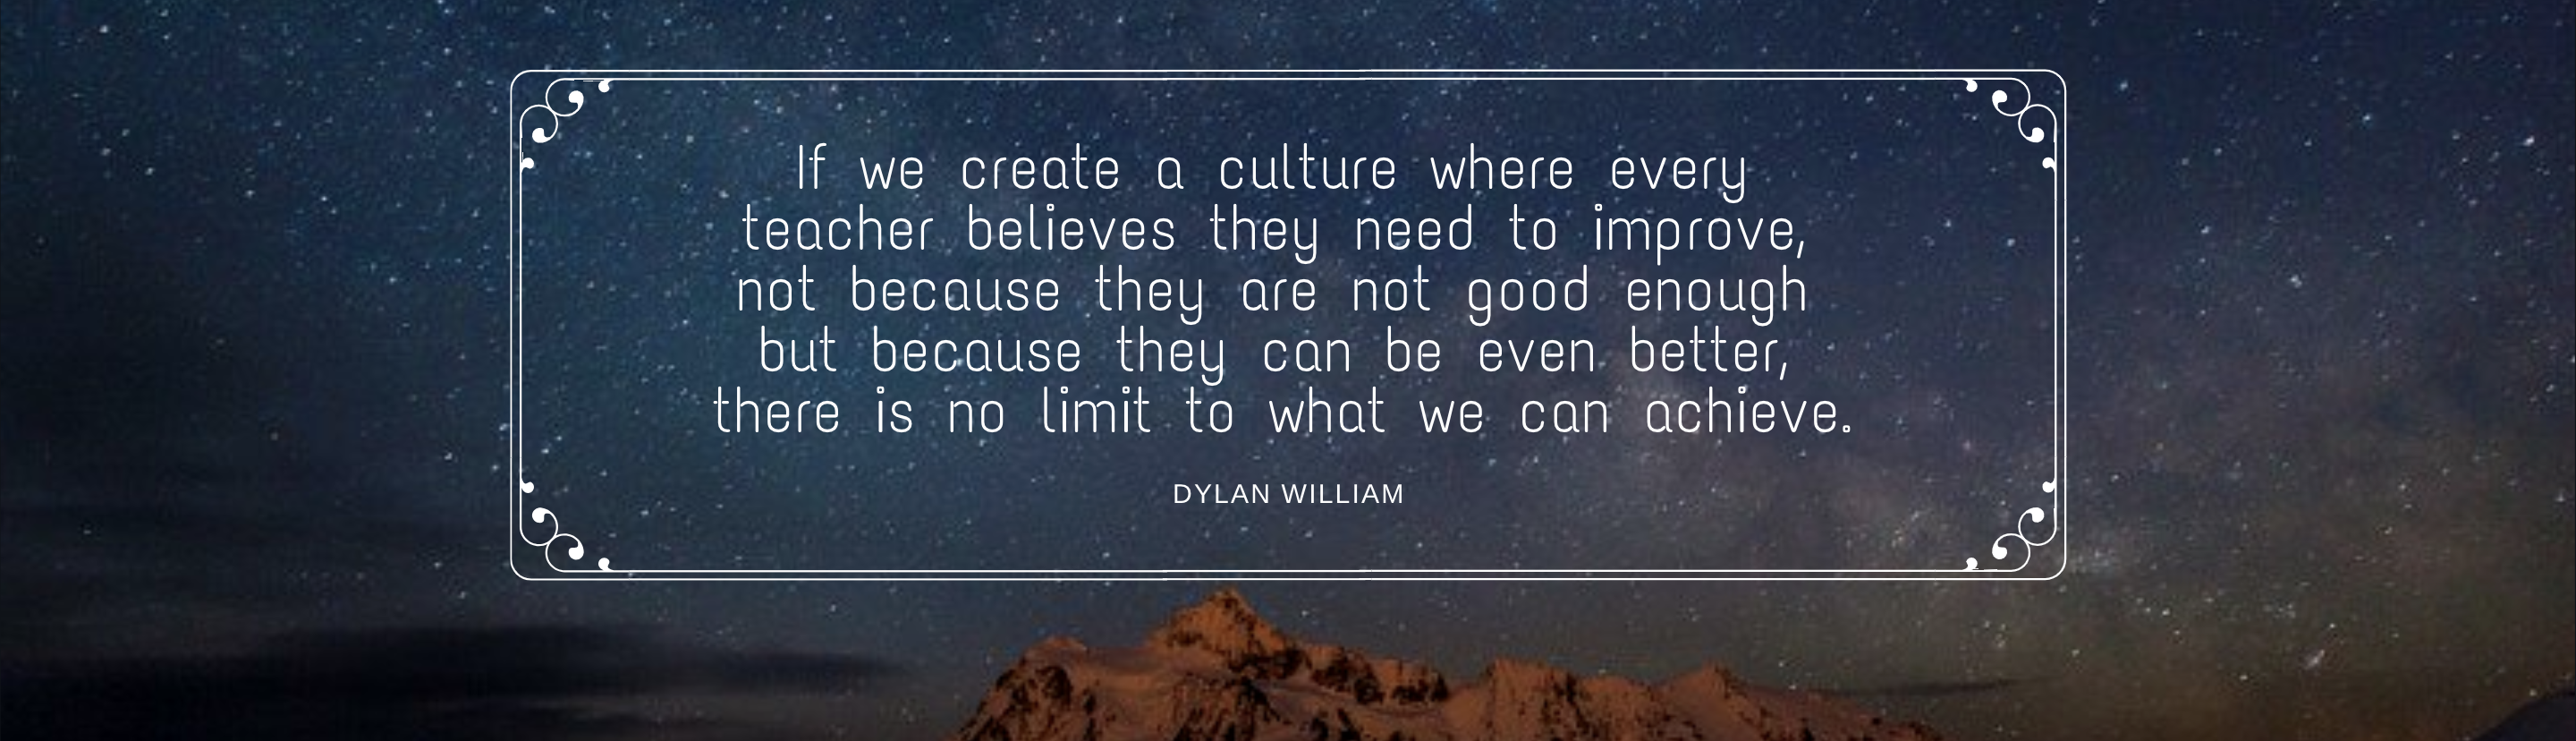 If we create a culture where every
teacher believes they need to improve,
not because they are not good enough
but because they can be even better,
there is no limit to what we can achieve.
DYLAN WILLIAM